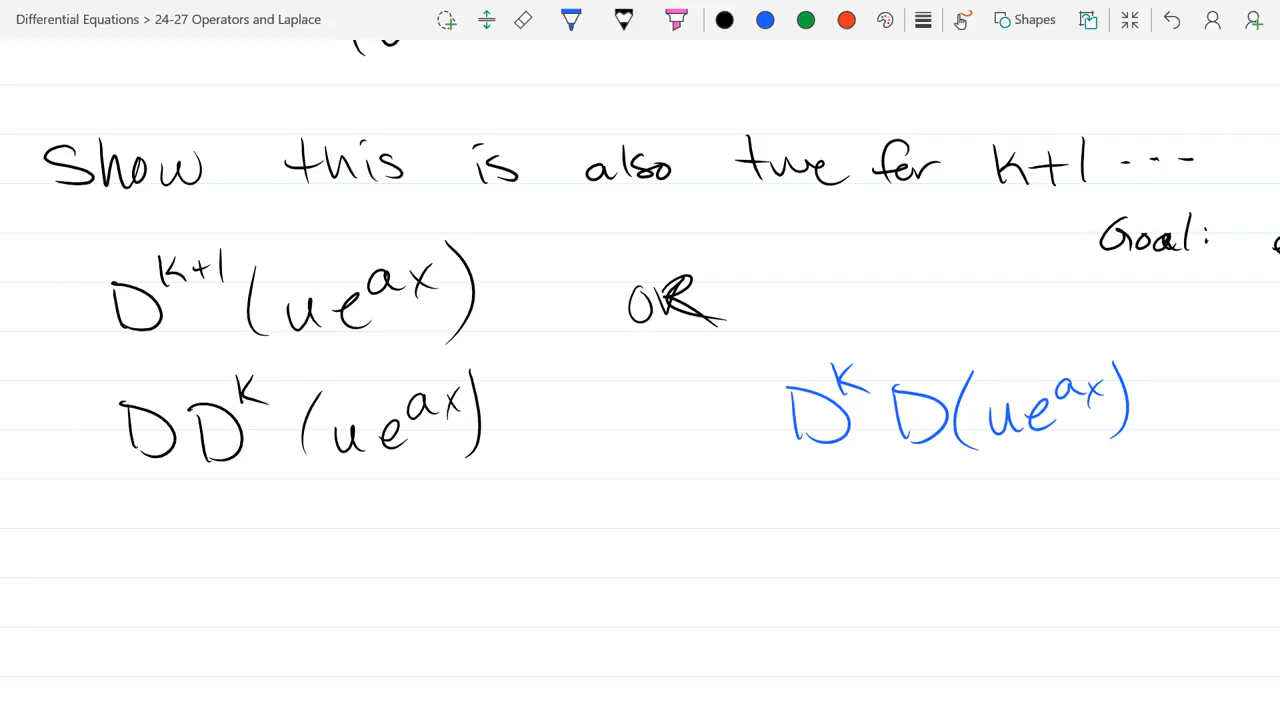 Differential Equations > 24-27 Operators and Laplace
Shapes
Show this is also true for k+1 ---
Goal:
D^{k+1}(ue^{ax}) OR
DD^k(ue^{ax}) D^kD(ue^{ax})